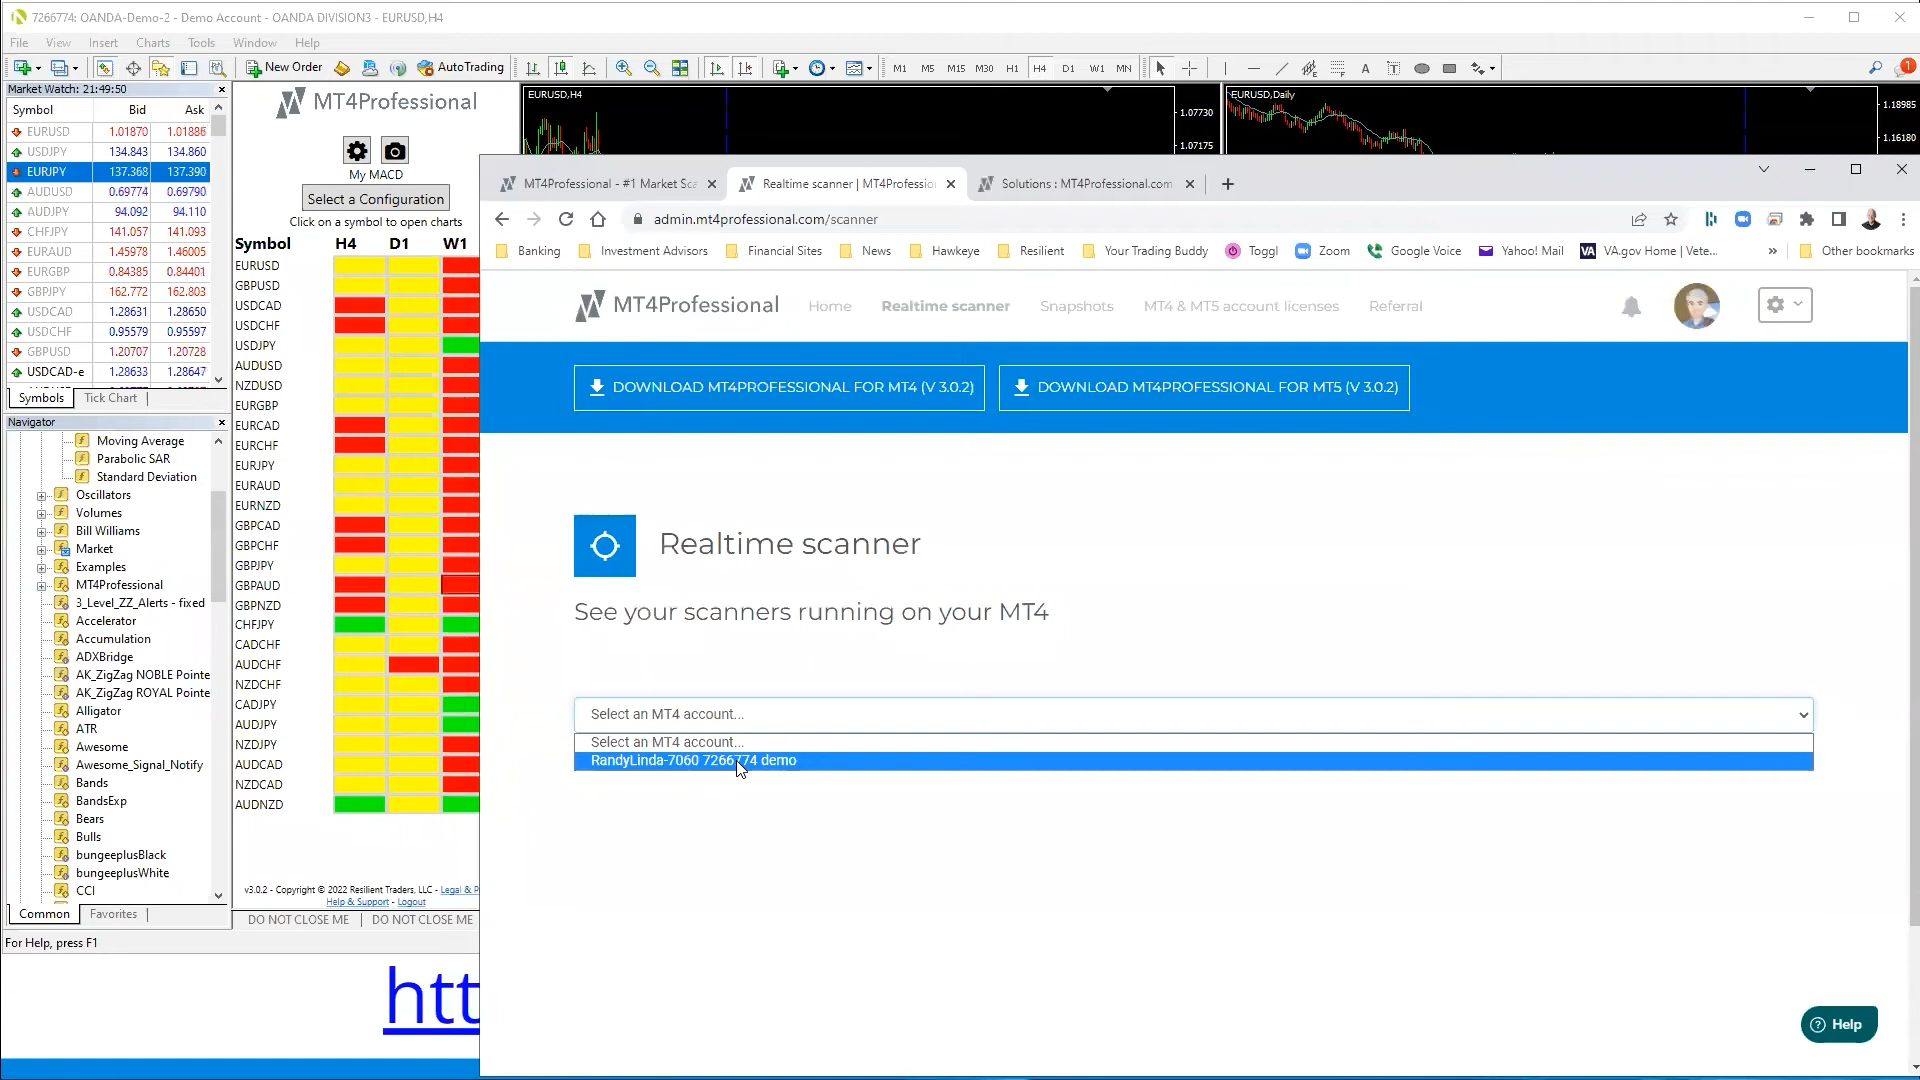 7266774: OANDA-Demo-2 - Demo Account - OANDA DIVISION3 - EURUSD,H4
File View Insert Charts Tools Window Help
New Order AutoTrading M1 M5 M15 M30 H1 H4 D1 W1 MN A T 1
Market Watch: 21:49:50
Symbol Bid Ask
EURUSD 1.01870 1.01886
USDJPY 134.843 134.860
EURJPY 137.368 137.390
AUDUSD 0.69774 0.69790
AUDJPY 94.092 94.110
CHFJPY 141.057 141.093
EURAUD 1.45978 1.46005
EURGBP 0.84385 0.84401
GBPJPY 162.772 162.803
USDCAD 1.28631 1.28650
USDCHF 0.95579 0.95597
GBPUSD 1.20707 1.20728
USDCAD-e 1.28633 1.28647
Symbols Tick Chart
Navigator
Moving Average
Parabolic SAR
Standard Deviation
Oscillators
Volumes
Bill Williams
Market
Examples
MT4Professional
3_Level_ZZ_Alerts - fixed
Accelerator
Accumulation
ADXBridge
AK_ZigZag NOBLE Pointe
AK_ZigZag ROYAL Pointe
Alligator
ATR
Awesome
Awesome_Signal_Notify
Bands
BandsExp
Bears
Bulls
bungeeplusBlack
bungeeplusWhite
CCI
Common Favorites
For Help, press F1
MT4Professional
My MACD
Select a Configuration
Click on a symbol to open charts
Symbol H4 D1 W1
EURUSD
GBPUSD
USDCAD
USDCHF
USDJPY
AUDUSD
NZDUSD
EURGBP
EURCAD
EURCHF
EURJPY
EURAUD
EURNZD
GBPCAD
GBPCHF
GBPJPY
GBPAUD
GBPNZD
CHFJPY
CADCHF
AUDCHF
NZDCHF
CADJPY
AUDJPY
NZDJPY
AUDCAD
NZDCAD
AUDNZD
v3.0.2 - Copyright © 2022 Resilient Traders, LLC - Legal & P
Help & Support - Logout
DO NOT CLOSE ME DO NOT CLOSE ME
htt
EURUSD,H4
1.07730
1.07175
EURUSD,Daily
1.18985
1.16180
MT4Professional - #1 Market Sca
Realtime scanner | MT4Professio
Solutions : MT4Professional.com
admin.mt4professional.com/scanner
Banking Investment Advisors Financial Sites News Hawkeye Resilient Your Trading Buddy Toggl Zoom Google Voice Yahoo! Mail VA VA.gov Home | Vete... » Other bookmarks
MT4Professional Home Realtime scanner Snapshots MT4 & MT5 account licenses Referral
DOWNLOAD MT4PROFESSIONAL FOR MT4 (V 3.0.2) DOWNLOAD MT4PROFESSIONAL FOR MT5 (V 3.0.2)
Realtime scanner
See your scanners running on your MT4
Select an MT4 account...
Select an MT4 account...
RandyLinda-7060 7266774 demo
Help